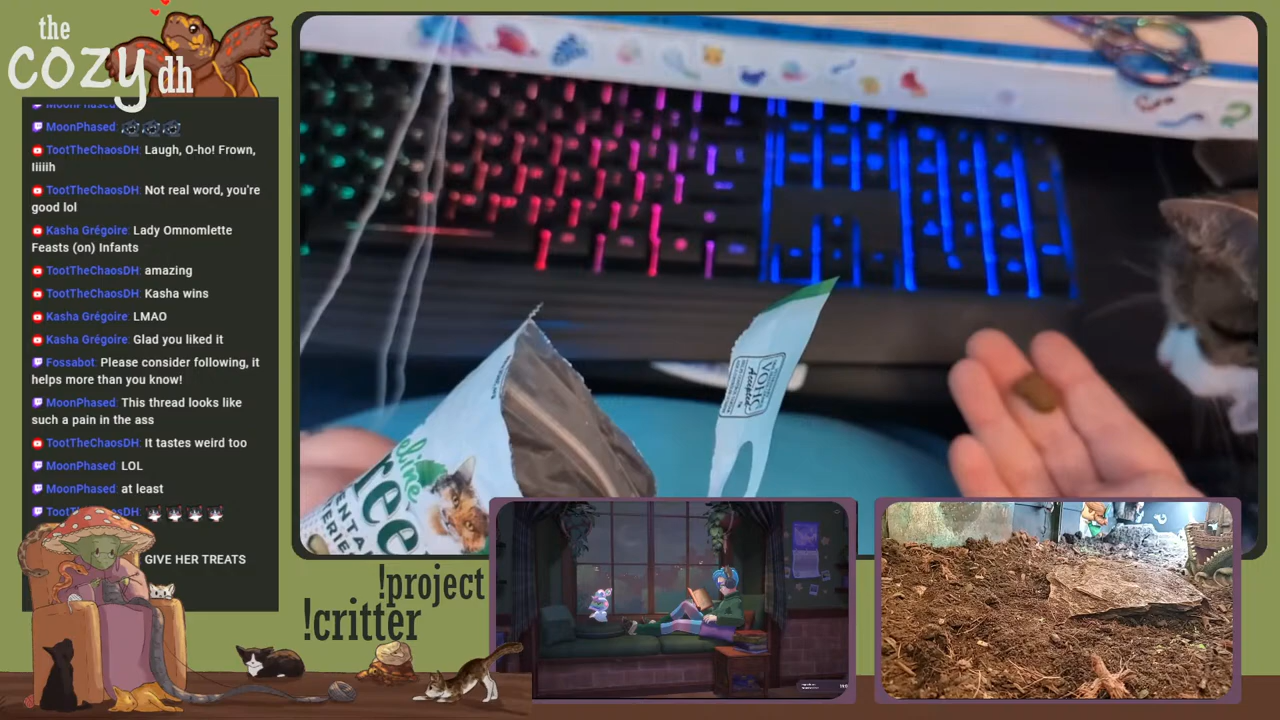 the
cozy dh
MoonPhased
MoonPhased:
TootTheChaosDH: Laugh, O-ho! Frown,
Iiiiih
TootTheChaosDH: Not real word, you're
good lol
Kasha Grégoire: Lady Omnomlette
Feasts (on) Infants
TootTheChaosDH: amazing
TootTheChaosDH: Kasha wins
Kasha Grégoire: LMAO
Kasha Grégoire: Glad you liked it
Fossabot: Please consider following, it
helps more than you know!
MoonPhased: This thread looks like
such a pain in the ass
TootTheChaosDH: It tastes weird too
MoonPhased: LOL
MoonPhased: at least
GIVE HER TREATS
VOHC
Accepted
!project
!critter